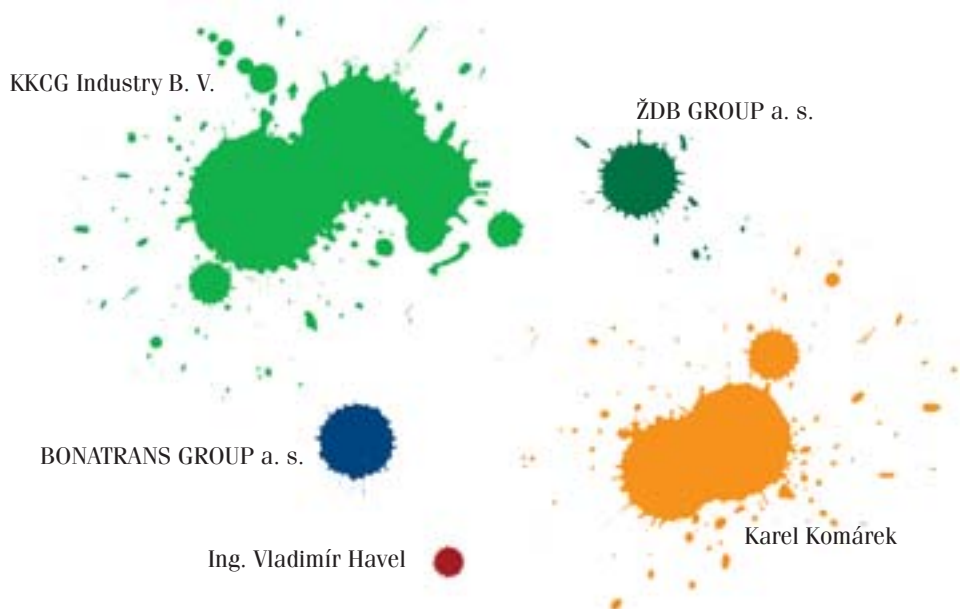 KKCG Industry B. V.
ŽDB GROUP a. s.
BONATRANS GROUP a. s.
Karel Komárek
Ing. Vladimír Havel